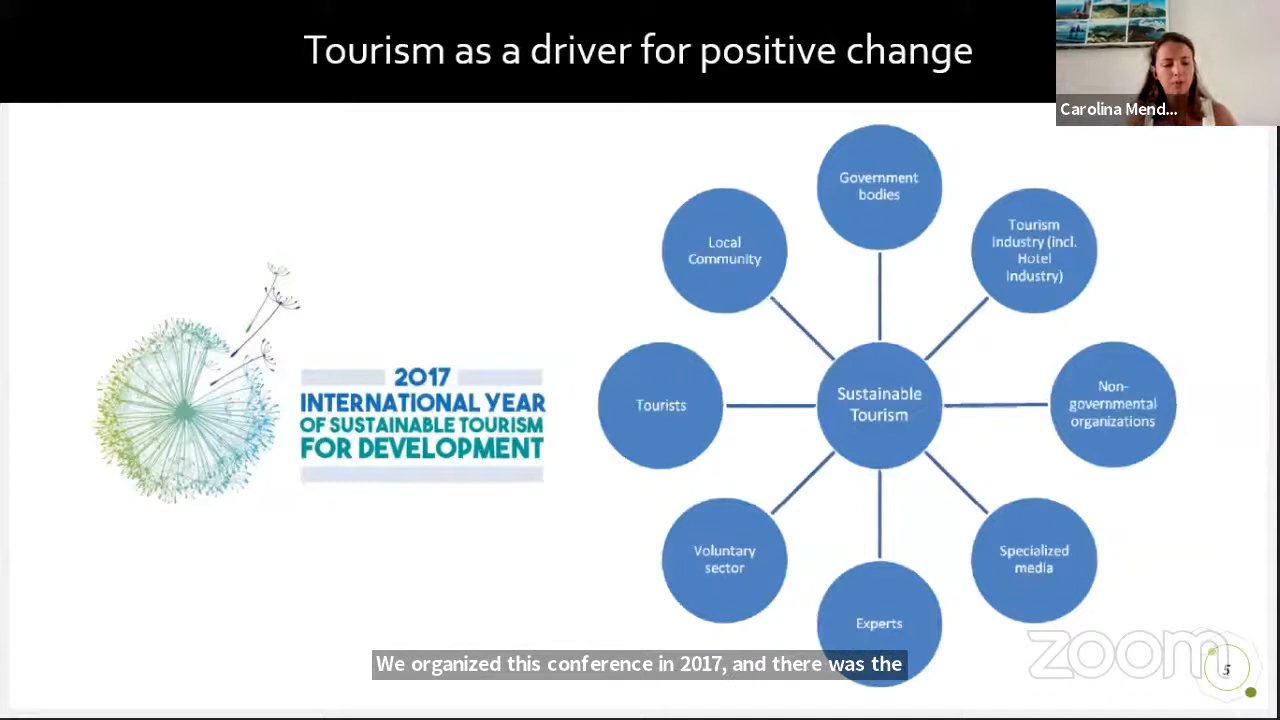 Tourism as a driver for positive change
Carolina Mend...
Government
bodies
Local
Community
Tourism
Industry (incl.
Hotel
Industry)
2017
INTERNATIONAL YEAR
OF SUSTAINABLE TOURISM
FOR DEVELOPMENT
Tourists
Sustainable
Tourism
Non-
governmental
organizations
Voluntary
sector
Specialized
media
Experts
We organized this conference in 2017, and there was the
zoom
5